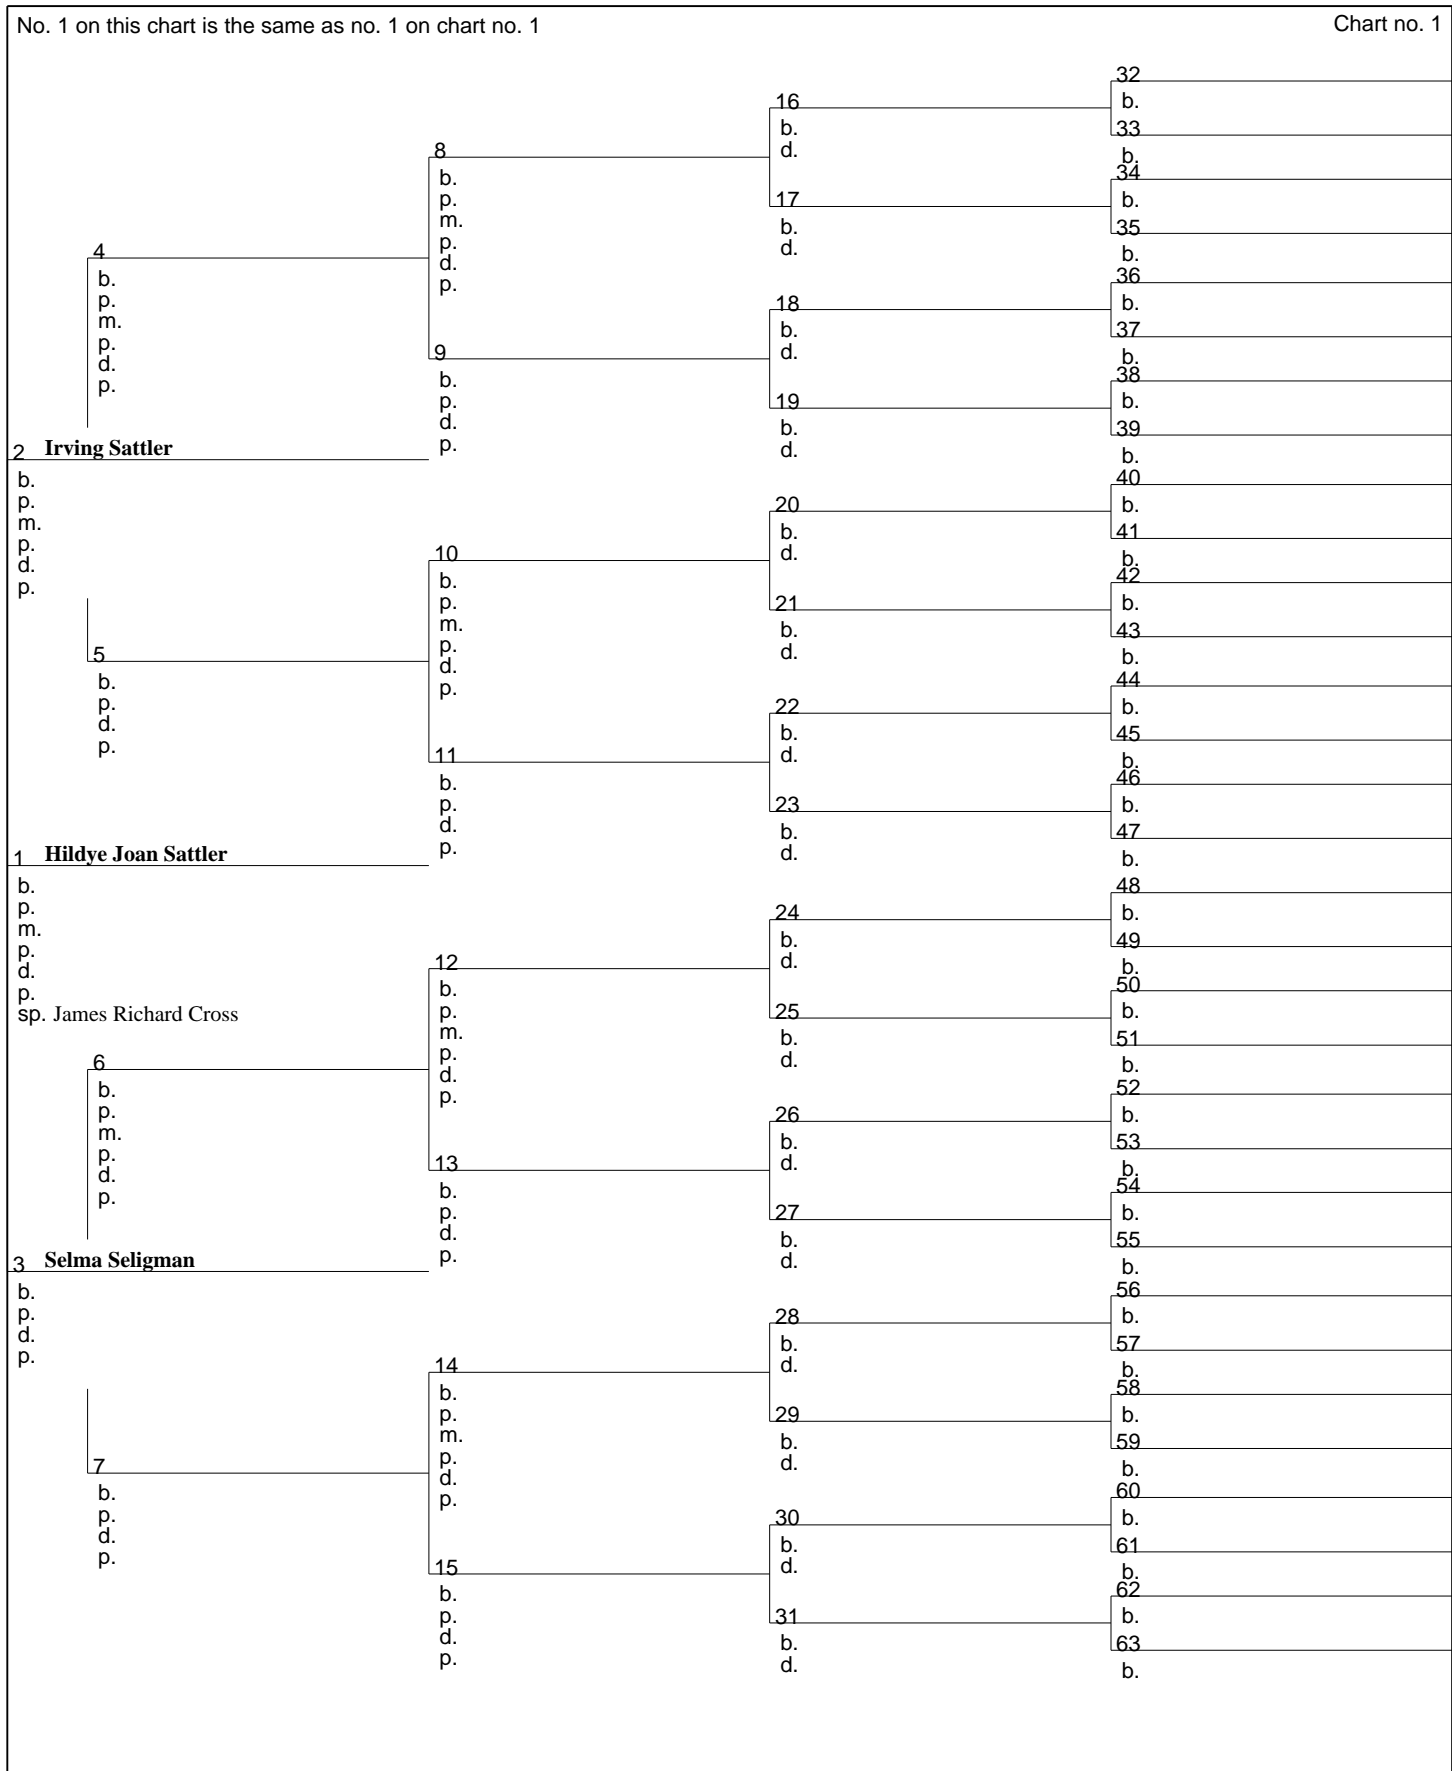 No. 1 on this chart is the same as no. 1 on chart no. 1
Chart no. 1
2 Irving Sattler
b.
p.
m.
p.
d.
p.
1 Hildye Joan Sattler
b.
p.
m.
p.
d.
p.
sp. James Richard Cross
3 Selma Seligman
b.
p.
d.
p.
4
b.
p.
m.
p.
d.
p.
5
b.
p.
d.
p.
6
b.
p.
m.
p.
d.
p.
7
b.
p.
d.
p.
8
b.
p.
m.
p.
d.
p.
9
b.
p.
d.
p.
10
b.
p.
m.
p.
d.
p.
11
b.
p.
d.
p.
12
b.
p.
m.
p.
d.
p.
13
b.
p.
d.
p.
14
b.
p.
m.
p.
d.
p.
15
b.
p.
d.
p.
16
b.
d.
17
b.
d.
18
b.
d.
19
b.
d.
20
b.
d.
21
b.
d.
22
b.
d.
23
b.
d.
24
b.
d.
25
b.
d.
26
b.
d.
27
b.
d.
28
b.
d.
29
b.
d.
30
b.
d.
31
b.
d.
32
b.
33
b.
34
b.
35
b.
36
b.
37
b.
38
b.
39
b.
40
b.
41
b.
42
b.
43
b.
44
b.
45
b.
46
b.
47
b.
48
b.
49
b.
50
b.
51
b.
52
b.
53
b.
54
b.
55
b.
56
b.
57
b.
58
b.
59
b.
60
b.
61
b.
62
b.
63
b.